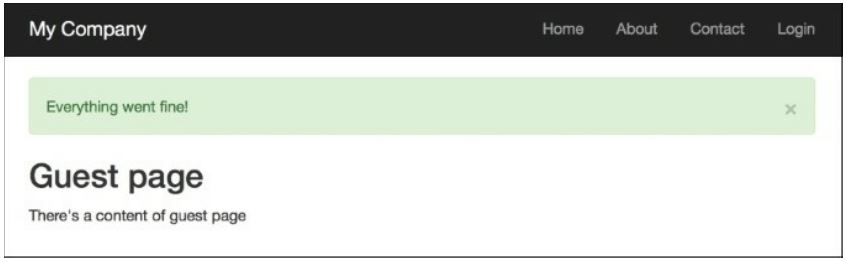 My Company Home About Contact Login
Everything went fine! ×
Guest page
There's a content of guest page